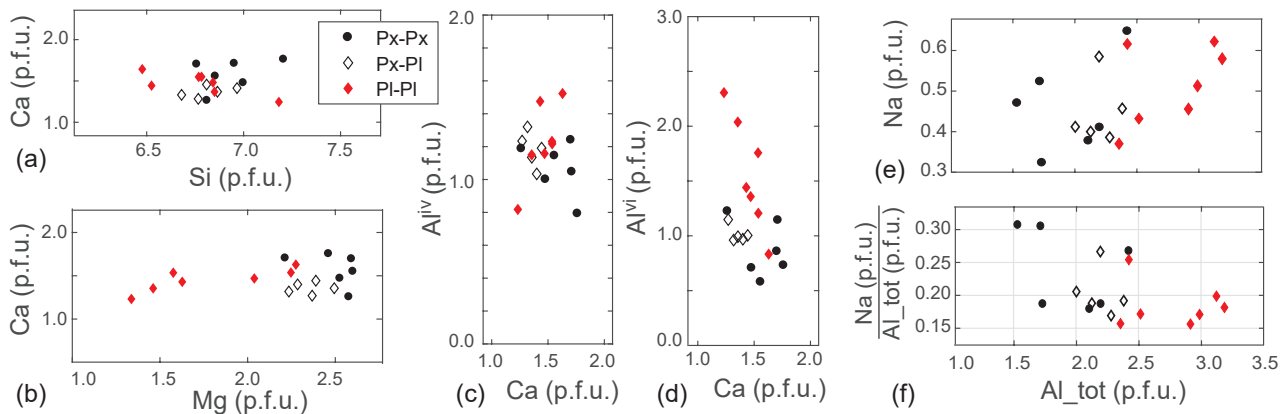 Ca (p.f.u.)
2.0
1.0
6.5
7.0
7.5
(a)
Si (p.f.u.)
Px-Px
Px-Pl
Pl-Pl
Ca (p.f.u.)
2.0
1.0
1.0
1.5
2.0
2.5
(b)
Mg (p.f.u.)
Al^iv (p.f.u.)
2.0
1.0
0.0
1.0
1.5
2.0
(c)
Ca (p.f.u.)
Al^vi (p.f.u.)
3.0
2.0
1.0
0.0
1.0
1.5
2.0
(d)
Ca (p.f.u.)
Na (p.f.u.)
0.6
0.5
0.4
0.3
(e)
Na (p.f.u.)
Al_tot (p.f.u.)
0.30
0.25
0.20
0.15
1.0
1.5
2.0
2.5
3.0
3.5
(f)
Al_tot (p.f.u.)